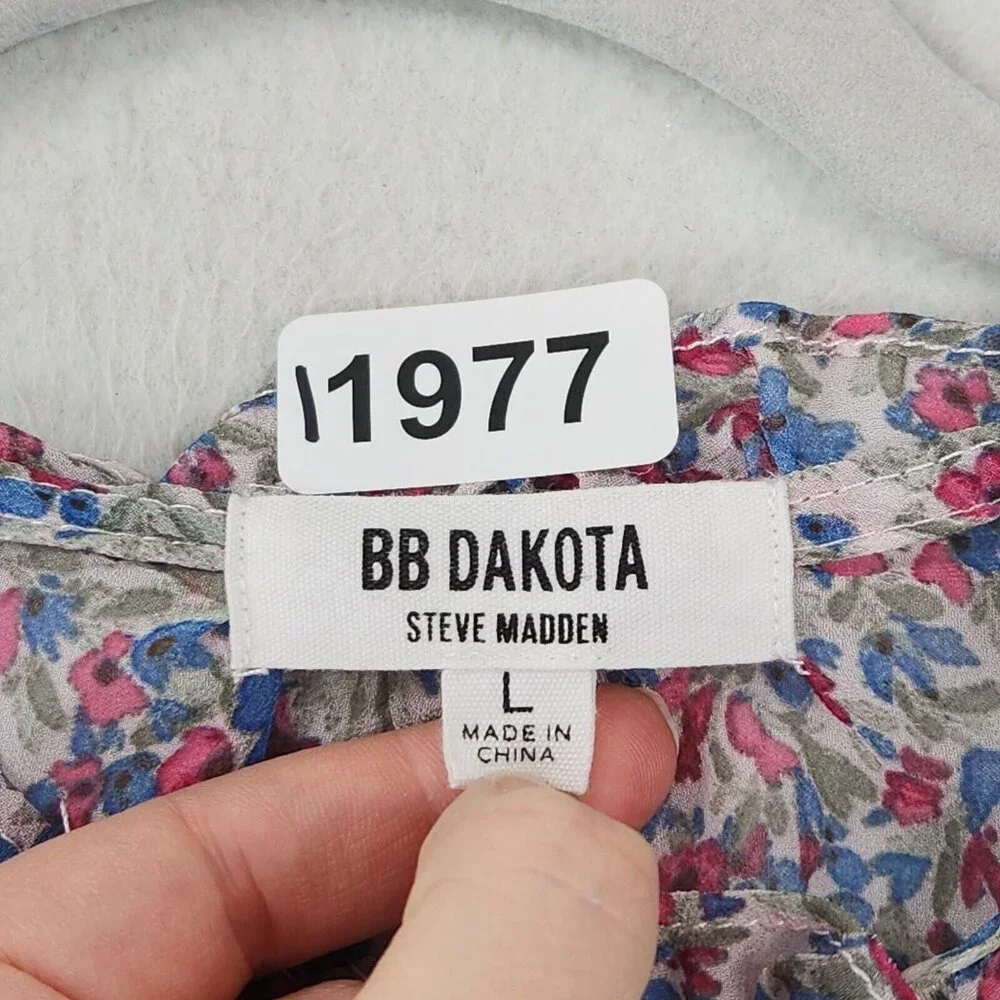 11977
BB DAKOTA
STEVE MADDEN
L
MADE IN
CHINA